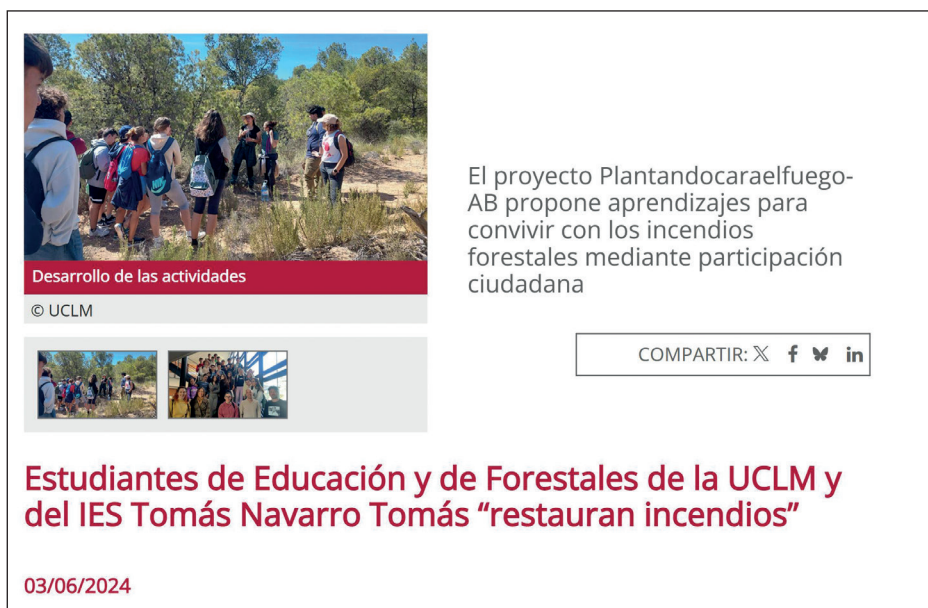 Desarrollo de las actividades
© UCLM
El proyecto Plantandocaraelfuego-
AB propone aprendizajes para
convivir con los incendios
forestales mediante participación
ciudadana
COMPARTIR:
Estudiantes de Educación y de Forestales de la UCLM y
del IES Tomás Navarro Tomás “restauran incendios”
03/06/2024